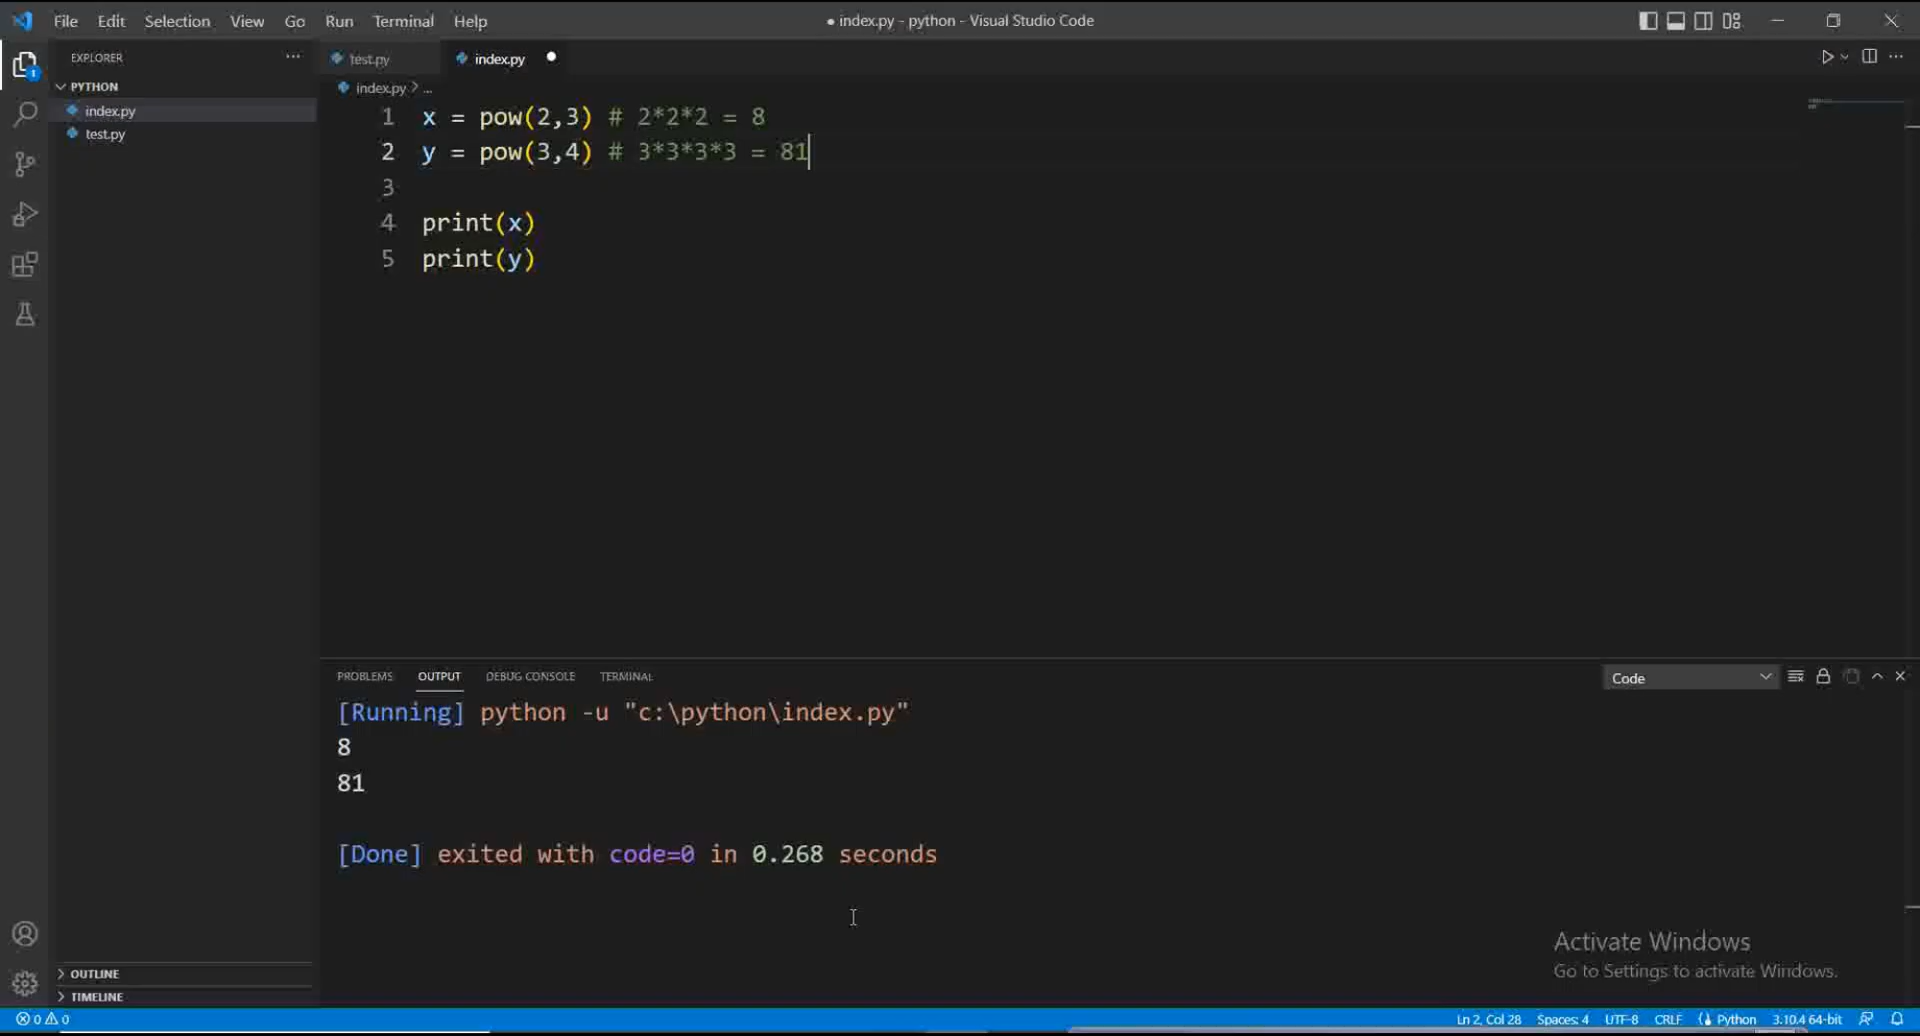 File Edit Selection View Go Run Terminal Help
● index.py - python - Visual Studio Code
EXPLORER
PYTHON
index.py
test.py
OUTLINE
TIMELINE
test.py
index.py
index.py > ...
1 x = pow(2,3) # 2*2*2 = 8
2 y = pow(3,4) # 3*3*3*3 = 81
3
4 print(x)
5 print(y)
PROBLEMS OUTPUT DEBUG CONSOLE TERMINAL
Code
[Running] python -u "c:\python\index.py"
8
81
[Done] exited with code=0 in 0.268 seconds
Activate Windows
Go to Settings to activate Windows.
1
0 0
Ln 2, Col 28 Spaces: 4 UTF-8 CRLF Python 3.10.4 64-bit